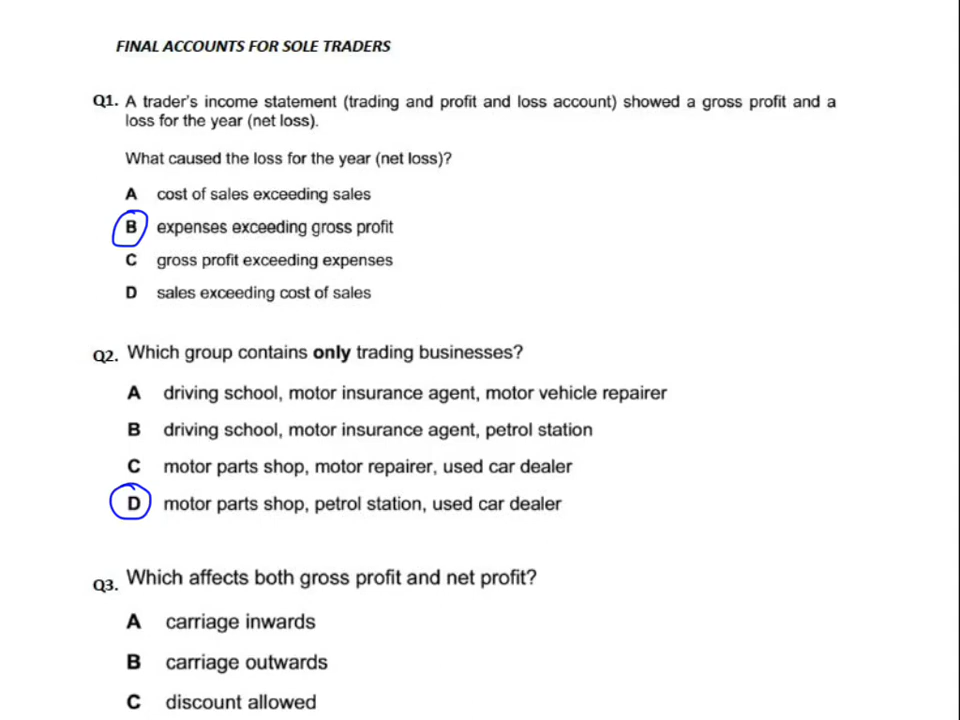 FINAL ACCOUNTS FOR SOLE TRADERS
Q1. A trader's income statement (trading and profit and loss account) showed a gross profit and a
loss for the year (net loss).
What caused the loss for the year (net loss)?
A cost of sales exceeding sales
B expenses exceeding gross profit
C gross profit exceeding expenses
D sales exceeding cost of sales
Q2. Which group contains only trading businesses?
A driving school, motor insurance agent, motor vehicle repairer
B driving school, motor insurance agent, petrol station
C motor parts shop, motor repairer, used car dealer
D motor parts shop, petrol station, used car dealer
Q3. Which affects both gross profit and net profit?
A carriage inwards
B carriage outwards
C discount allowed